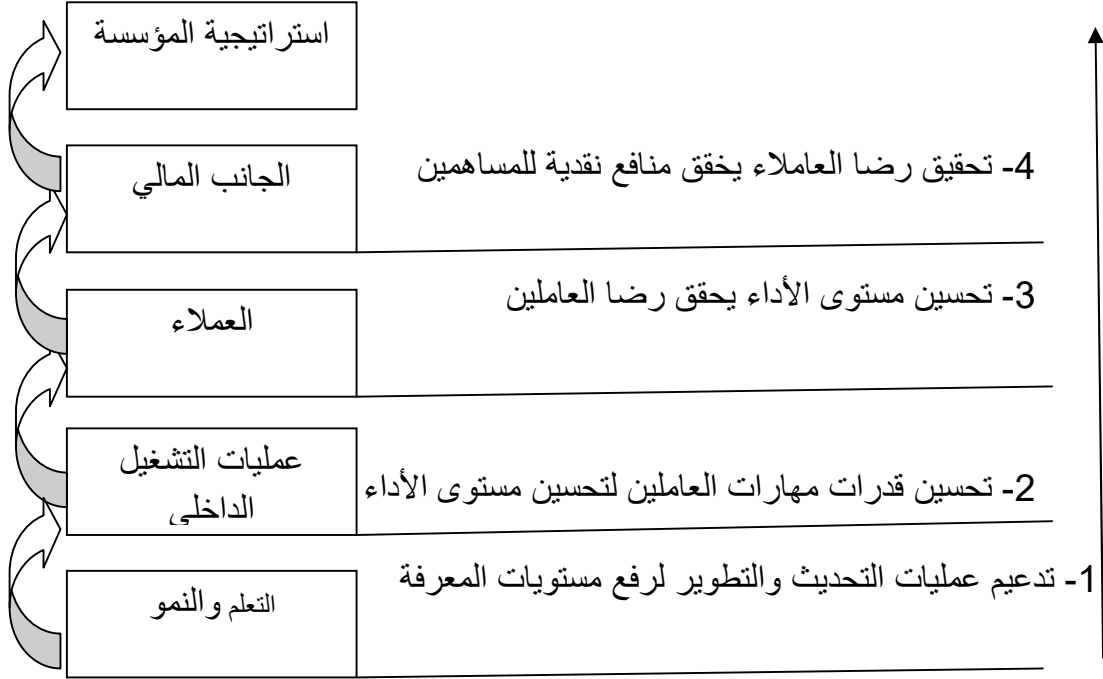 استراتيجية المؤسسة
الجانب المالي
4- تحقيق رضا العاملاء يخقق منافع نقدية للمساهمين
العملاء
3- تحسين مستوى الأداء يحقق رضا العاملين
عمليات التشغيل
الداخلي
2- تحسين قدرات مهارات العاملين لتحسين مستوى الأداء
التعلم والنمو
1- تدعيم عمليات التحديث والتطوير لرفع مستويات المعرفة